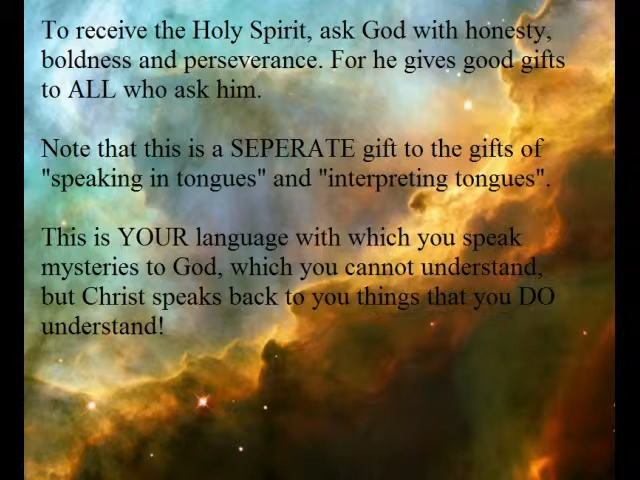 To receive the Holy Spirit, ask God with honesty,
boldness and perseverance. For he gives good gifts
to ALL who ask him.
Note that this is a SEPERATE gift to the gifts of
"speaking in tongues" and "interpreting tongues".
This is YOUR language with which you speak
mysteries to God, which you cannot understand,
but Christ speaks back to you things that you DO
understand!